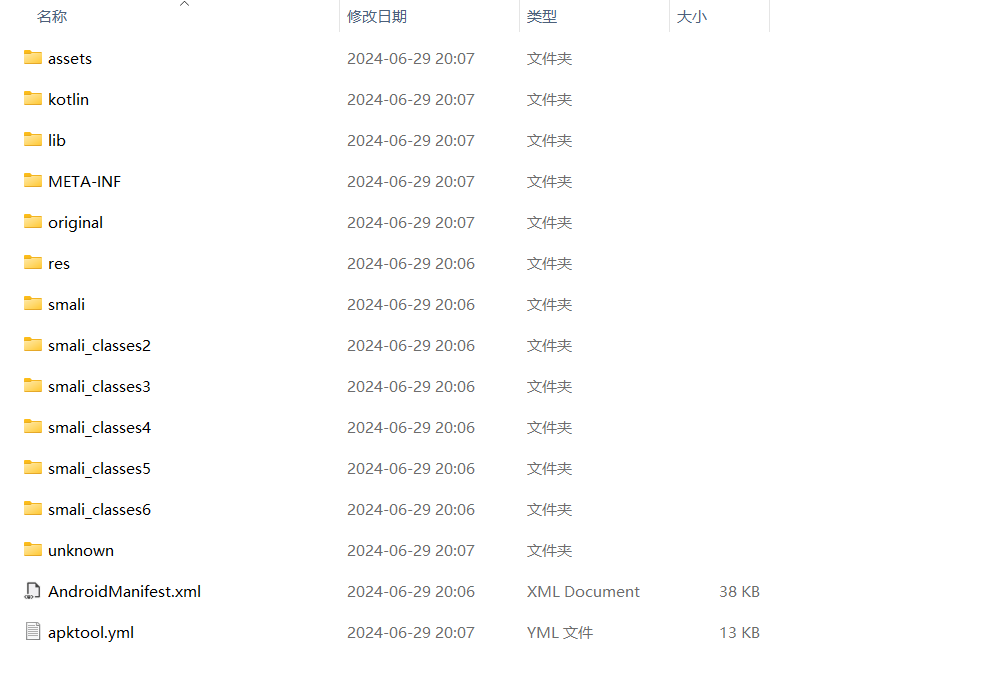 名称 修改日期 类型 大小
assets 2024-06-29 20:07 文件夹
kotlin 2024-06-29 20:07 文件夹
lib 2024-06-29 20:07 文件夹
META-INF 2024-06-29 20:07 文件夹
original 2024-06-29 20:07 文件夹
res 2024-06-29 20:06 文件夹
smali 2024-06-29 20:06 文件夹
smali_classes2 2024-06-29 20:06 文件夹
smali_classes3 2024-06-29 20:06 文件夹
smali_classes4 2024-06-29 20:06 文件夹
smali_classes5 2024-06-29 20:06 文件夹
smali_classes6 2024-06-29 20:06 文件夹
unknown 2024-06-29 20:07 文件夹
AndroidManifest.xml 2024-06-29 20:06 XML Document 38 KB
apktool.yml 2024-06-29 20:07 YML 文件 13 KB